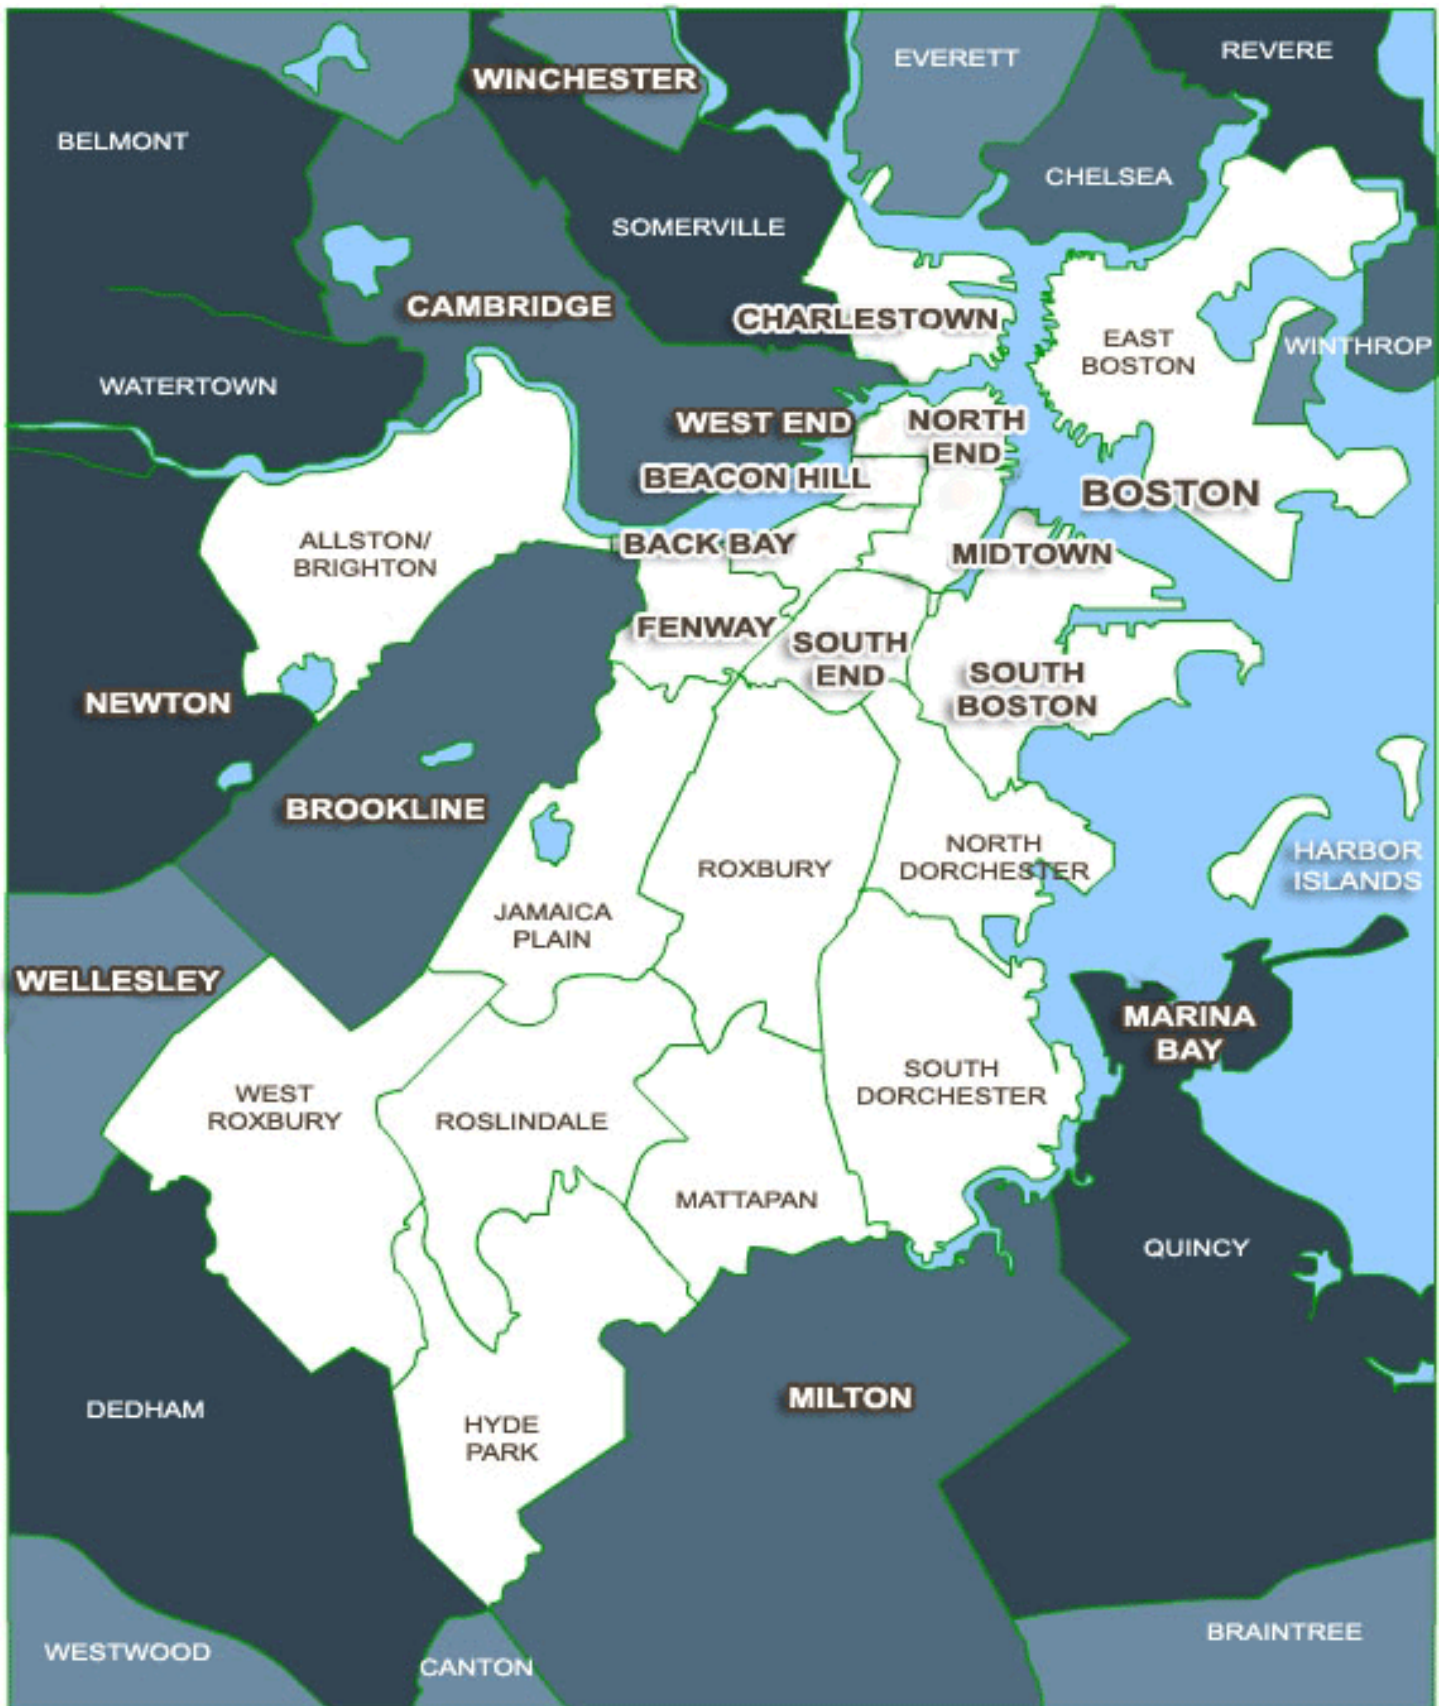 EVERETT
REVERE
WINCHESTER
BELMONT
CHELSEA
SOMERVILLE
CAMBRIDGE
CHARLESTOWN
EAST
BOSTON
WINTHROP
WATERTOWN
WEST END
NORTH
END
BEACON HILL
BOSTON
ALLSTON/
BRIGHTON
BACK BAY
MIDTOWN
FENWAY
SOUTH
END
SOUTH
BOSTON
NEWTON
BROOKLINE
NORTH
DORCHESTER
HARBOR
ISLANDS
ROXBURY
JAMAICA
PLAIN
WELLESLEY
MARINA
BAY
SOUTH
DORCHESTER
WEST
ROXBURY
ROSLINDALE
MATTAPAN
QUINCY
MILTON
DEDHAM
HYDE
PARK
BRAINTREE
WESTWOOD
CANTON